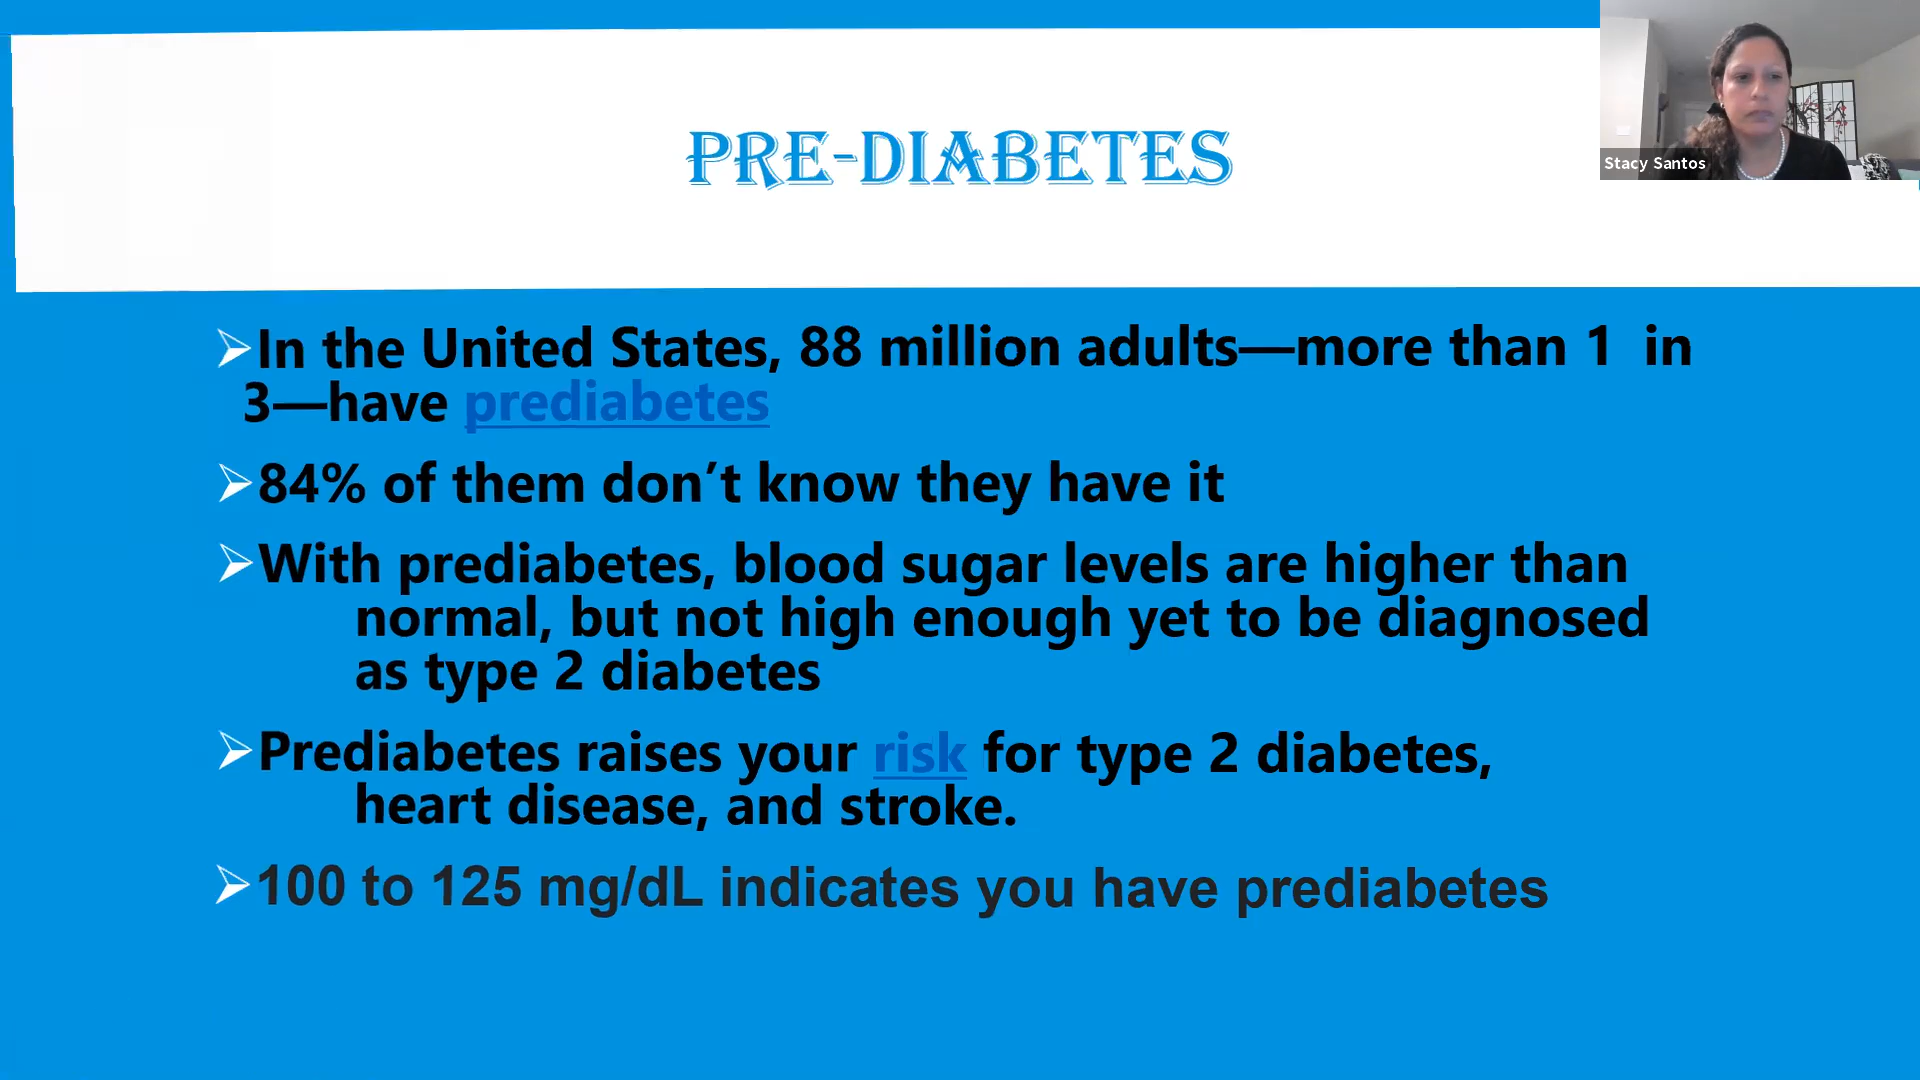 PRE-DIABETES
Stacy Santos
➢In the United States, 88 million adults—more than 1 in
3—have prediabetes
➢84% of them don’t know they have it
➢With prediabetes, blood sugar levels are higher than
normal, but not high enough yet to be diagnosed
as type 2 diabetes
➢Prediabetes raises your risk for type 2 diabetes,
heart disease, and stroke.
➢100 to 125 mg/dL indicates you have prediabetes